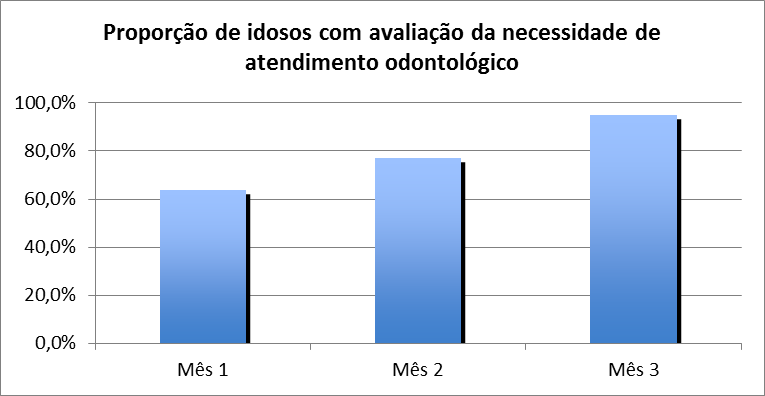 Proporção de idosos com avaliação da necessidade de
atendimento odontológico
100,0%
80,0%
60,0%
40,0%
20,0%
0,0%
Mês 1
Mês 2
Mês 3